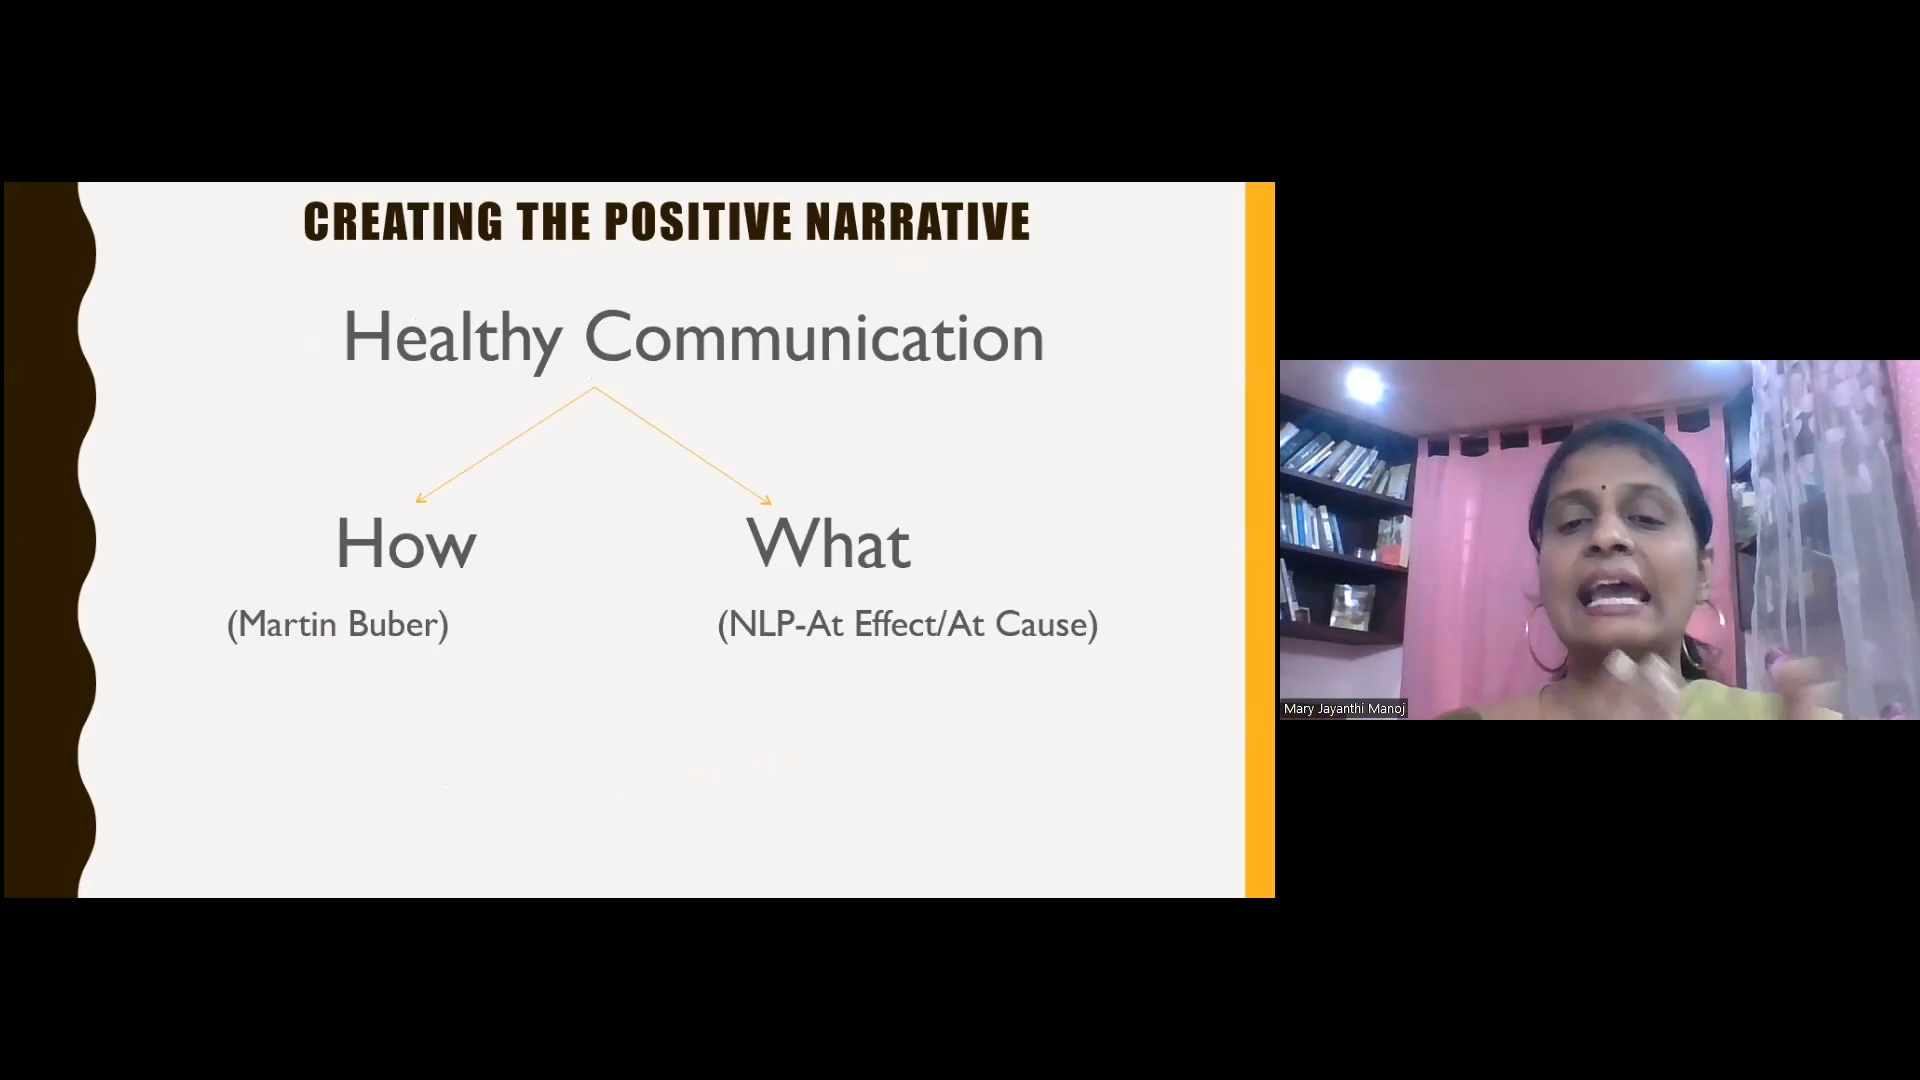 CREATING THE POSITIVE NARRATIVE
Healthy Communication
How
What
(Martin Buber)
(NLP-At Effect/At Cause)
Mary Jayanthi Manoj